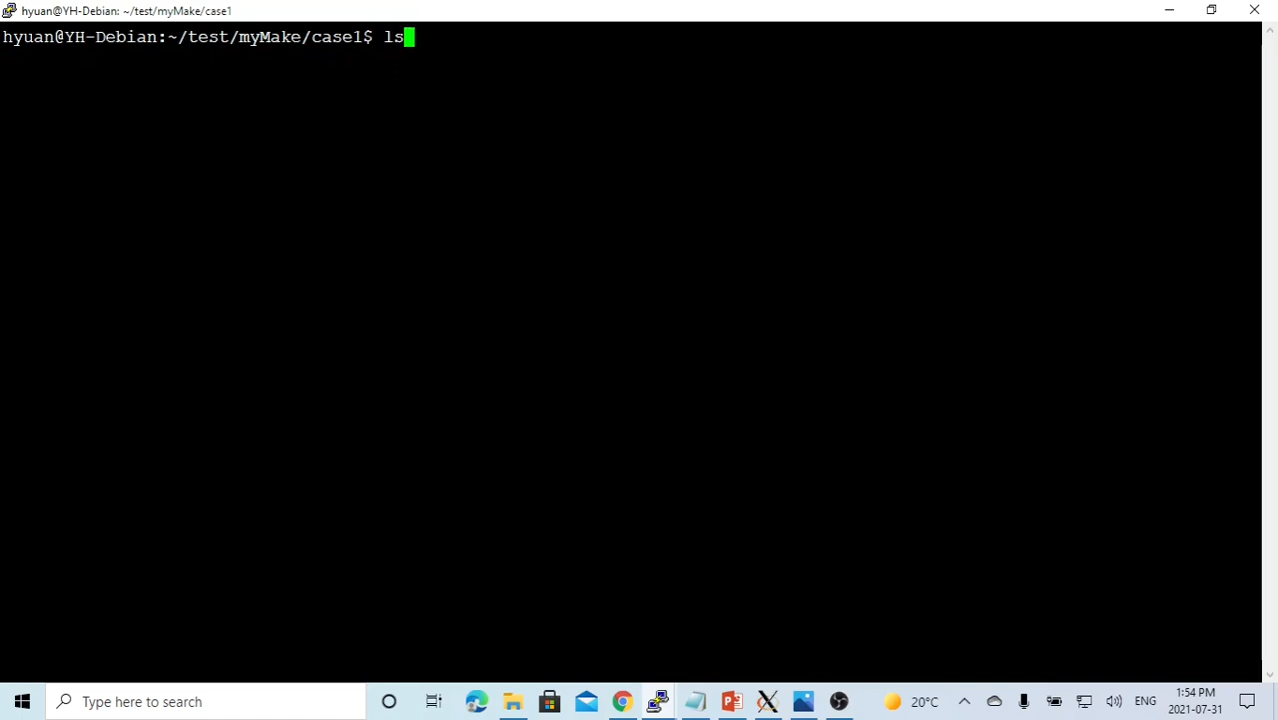 hyuan@YH-Debian: ~/test/myMake/case1
hyuan@YH-Debian:~/test/myMake/case1$ ls
Type here to search
20°C
ENG
1:54 PM
2021-07-31